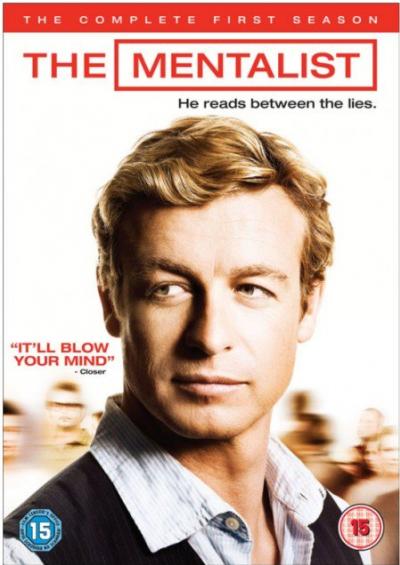 THE COMPLETE FIRST SEASON
THE MENTALIST
He reads between the lies.
"IT'LL BLOW
YOUR MIND"
- Closer
15
15